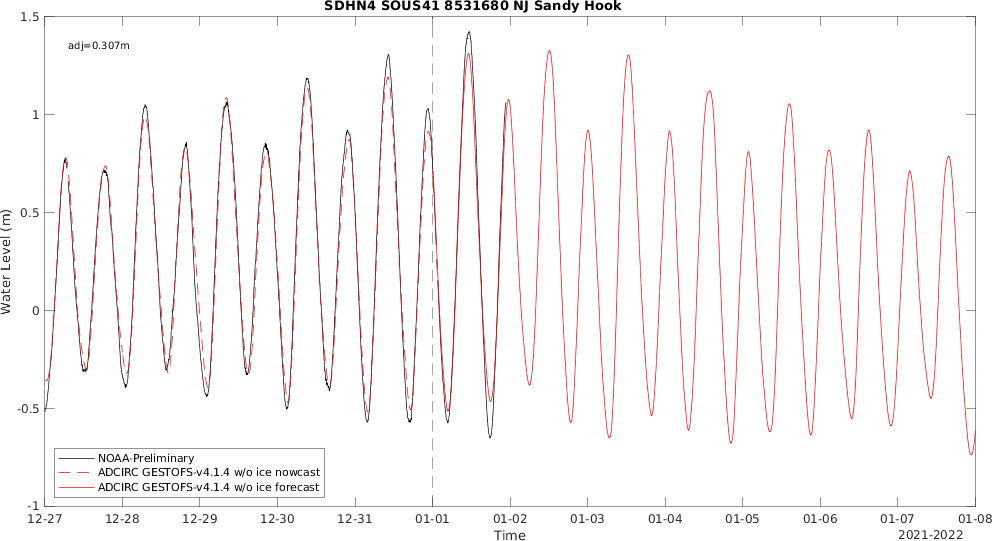 SDHN4 SOUS41 8531680 NJ Sandy Hook
adj=0.307m
Water Level (m)
1.5
1
0.5
0
-0.5
-1
NOAA-Preliminary
ADCIRC GESTOFS-v4.1.4 w/o ice nowcast
ADCIRC GESTOFS-v4.1.4 w/o ice forecast
12-27 12-28 12-29 12-30 12-31 01-01 01-02 01-03 01-04 01-05 01-06 01-07 01-08
Time
2021-2022